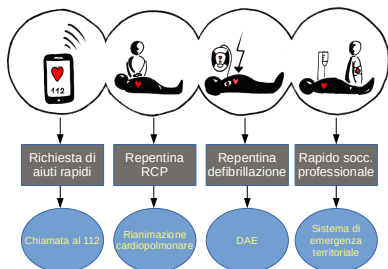 112
Richiesta di
aiuti rapidi
Repentina
RCP
Repentina
defibrillazione
Rapido socc.
professionale
Chiamata al 112
Rianimazione
cardiopolmonare
DAE
Sistema di
emergenza
territoriale